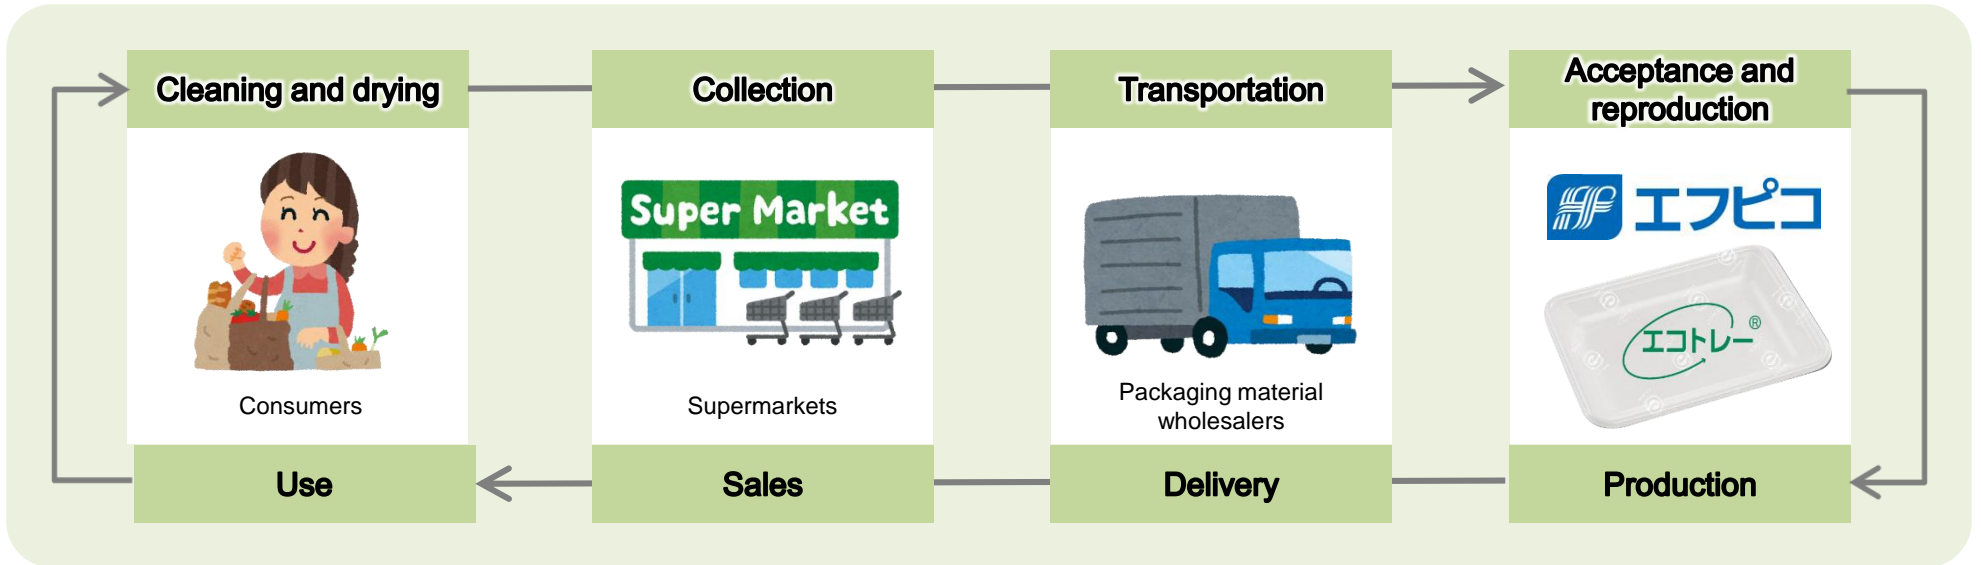 Cleaning and drying
Collection
Transportation
Acceptance and
reproduction
Super Market
エフピコ
エコトレー®
Consumers
Supermarkets
Packaging material
wholesalers
Use
Sales
Delivery
Production